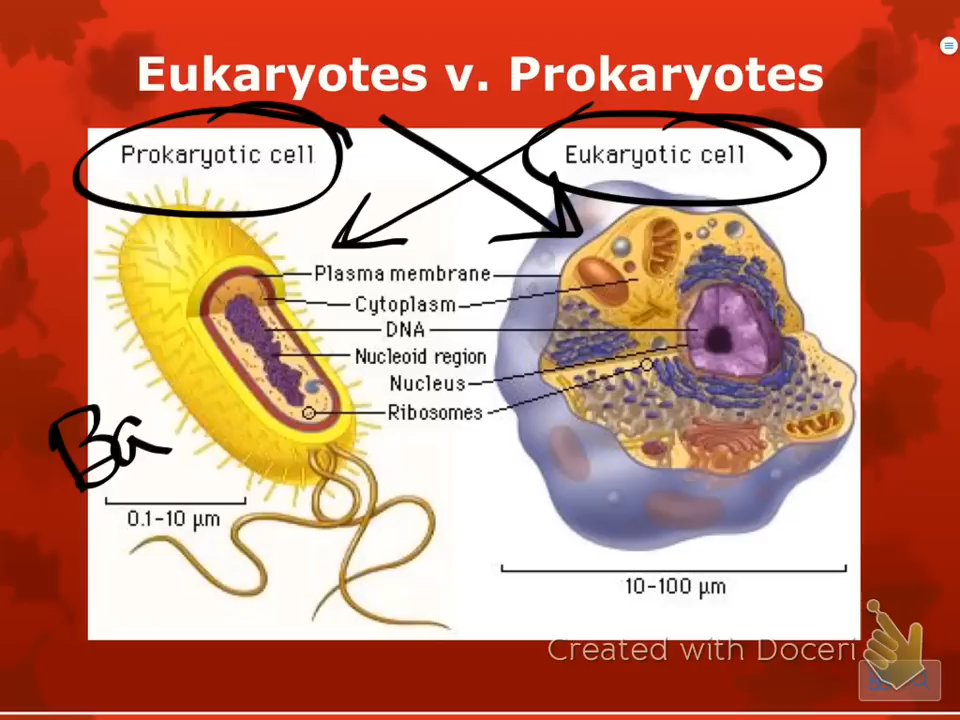 Eukaryotes v. Prokaryotes
Prokaryotic cell
Eukaryotic cell
Plasma membrane
Cytoplasm
DNA
Nucleoid region
Nucleus
Ribosomes
Ba
0.1-10 µm
10-100 µm
Created with Doceri